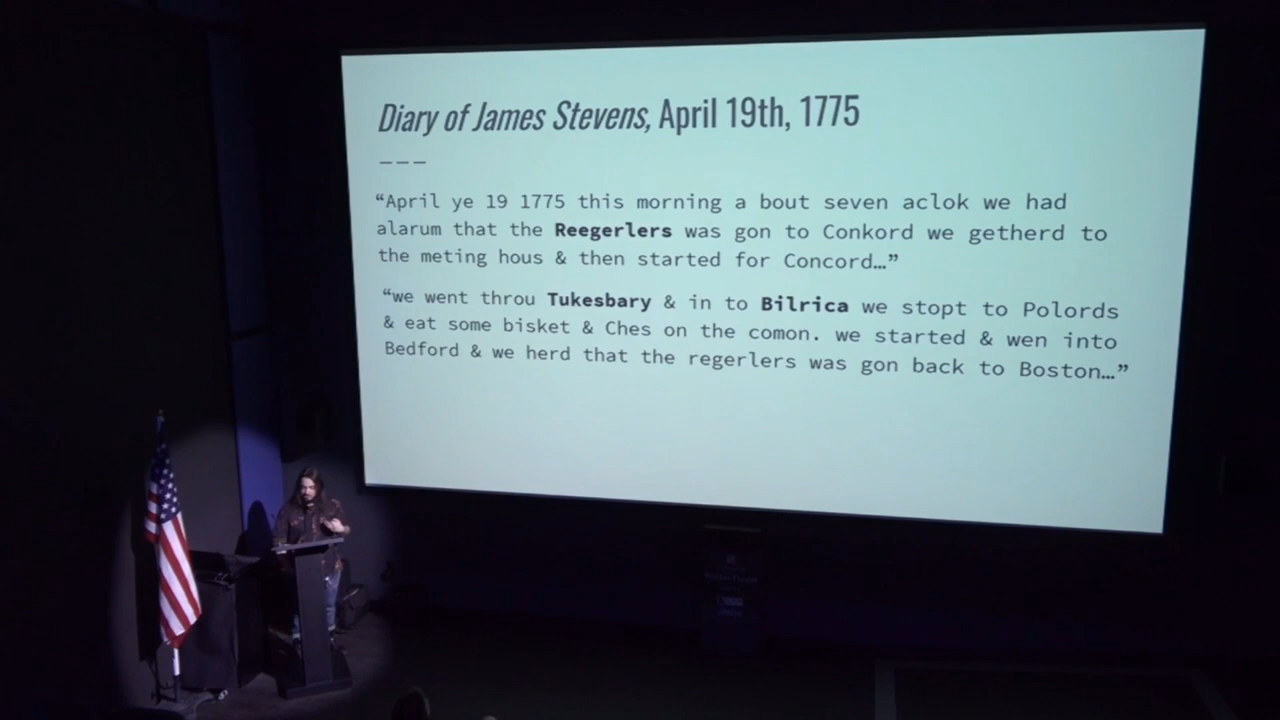 Diary of James Stevens, April 19th, 1775
———
“April ye 19 1775 this morning a bout seven aclok we had
alarum that the Reegerlers was gon to Conkord we getherd to
the meting hous & then started for Concord…”
“we went throu Tukesbary & in to Bilrica we stopt to Polords
& eat some bisket & Ches on the comon. we started & wen into
Bedford & we herd that the regerlers was gon back to Boston…”